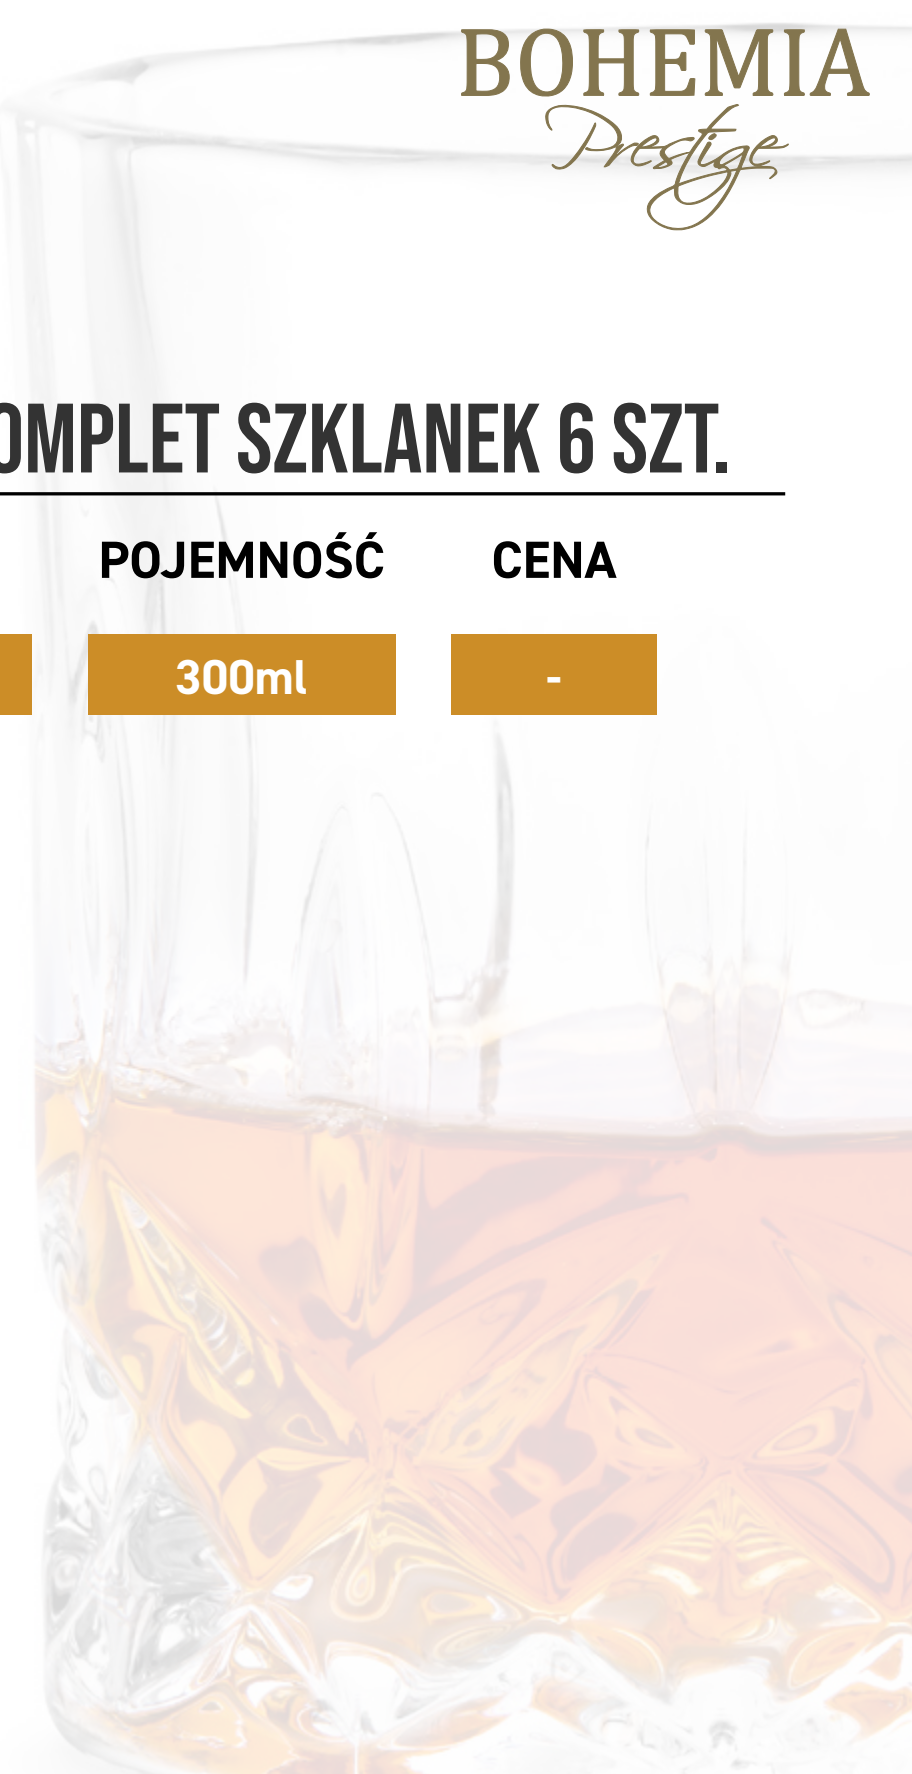 BOHEMIA
Prestige
OMPLET SZKLANEK 6 SZT.
POJEMNOŚĆ CENA
300ml -